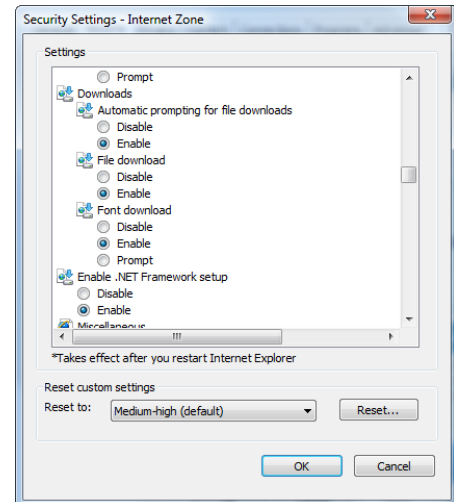 Security Settings - Internet Zone
Settings
Prompt
Downloads
Automatic prompting for file downloads
Disable
Enable
File download
Disable
Enable
Font download
Disable
Enable
Prompt
Enable .NET Framework setup
Disable
Enable
Miscellaneous
*Takes effect after you restart Internet Explorer
Reset custom settings
Reset to: Medium-high (default) Reset...
OK Cancel